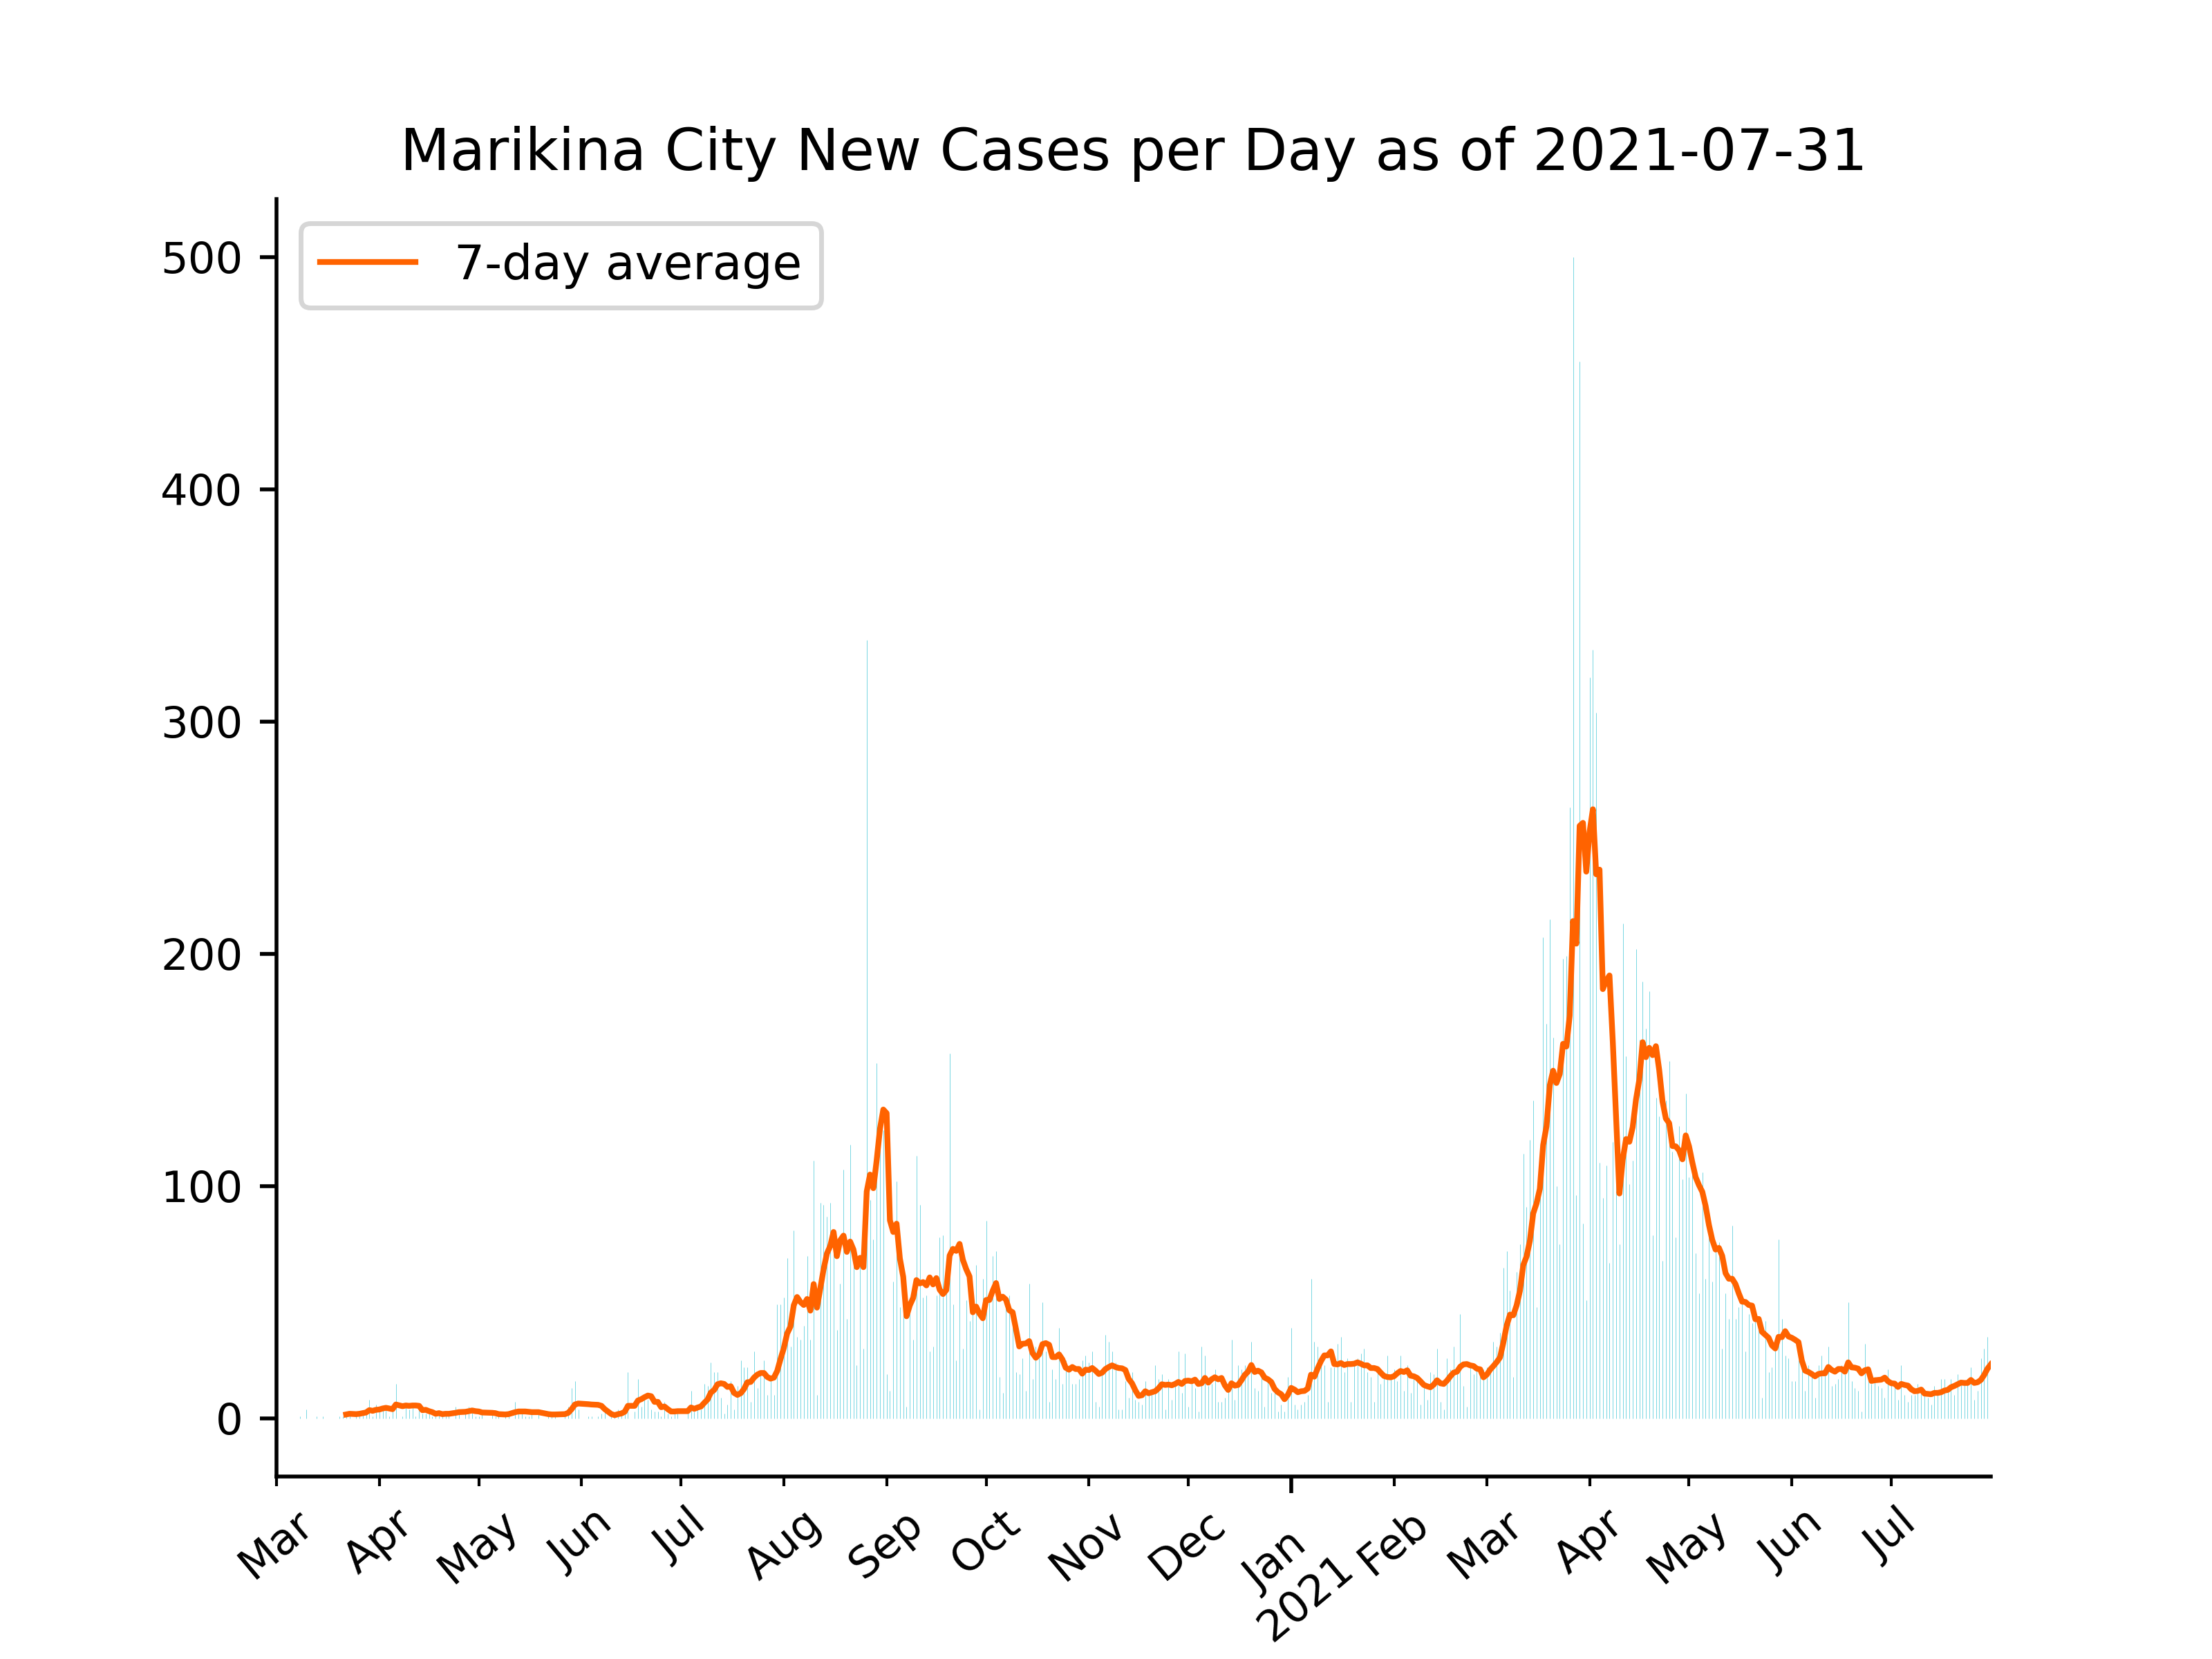 Marikina City New Cases per Day as of 2021-07-31
7-day average
500
400
300
200
100
0
Mar Apr May Jun Jul Aug Sep Oct Nov Dec Jan Feb Mar Apr May Jun Jul
2021